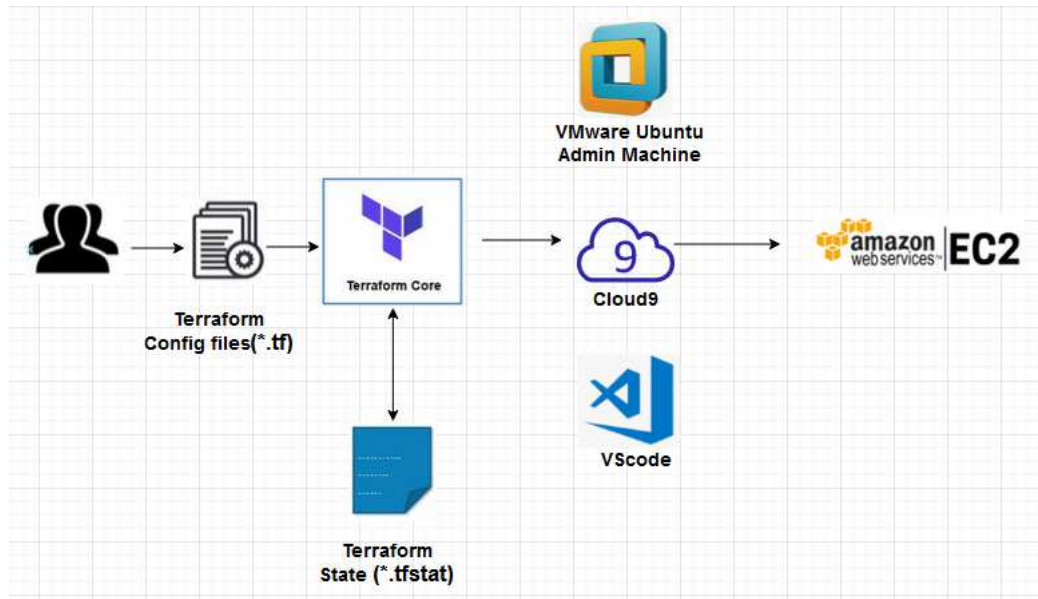 VMware Ubuntu
Admin Machine
Terraform Core
9
amazon
web services™
EC2
Cloud9
Terraform
Config files(*.tf)
VScode
Terraform
State (*.tfstat)